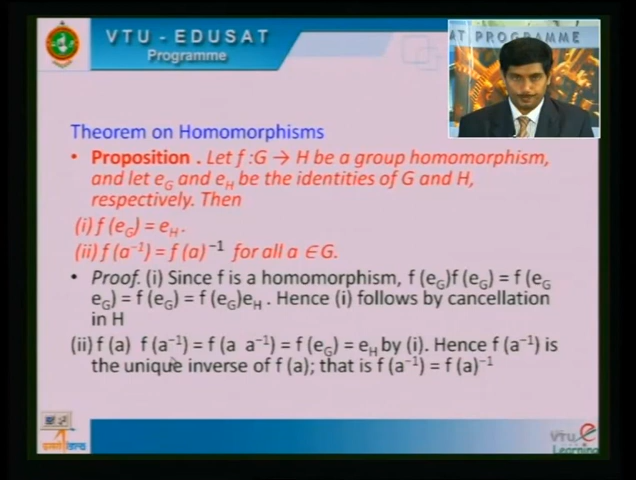 VTU - EDUSAT
Programme
AT PROGRAMME
Theorem on Homomorphisms
• Proposition . Let f :G → H be a group homomorphism,
and let e_G and e_H be the identities of G and H,
respectively. Then
(i) f (e_G) = e_H.
(ii) f (a⁻¹) = f (a)⁻¹ for all a ∈ G.
• Proof. (i) Since f is a homomorphism, f (e_G)f (e_G) = f (e_G
e_G) = f (e_G) = f (e_G)e_H . Hence (i) follows by cancellation
in H
(ii) f (a) f (a⁻¹) = f (a a⁻¹) = f (e_G) = e_H by (i). Hence f (a⁻¹) is
the unique inverse of f (a); that is f (a⁻¹) = f (a)⁻¹
VTU e
Learning